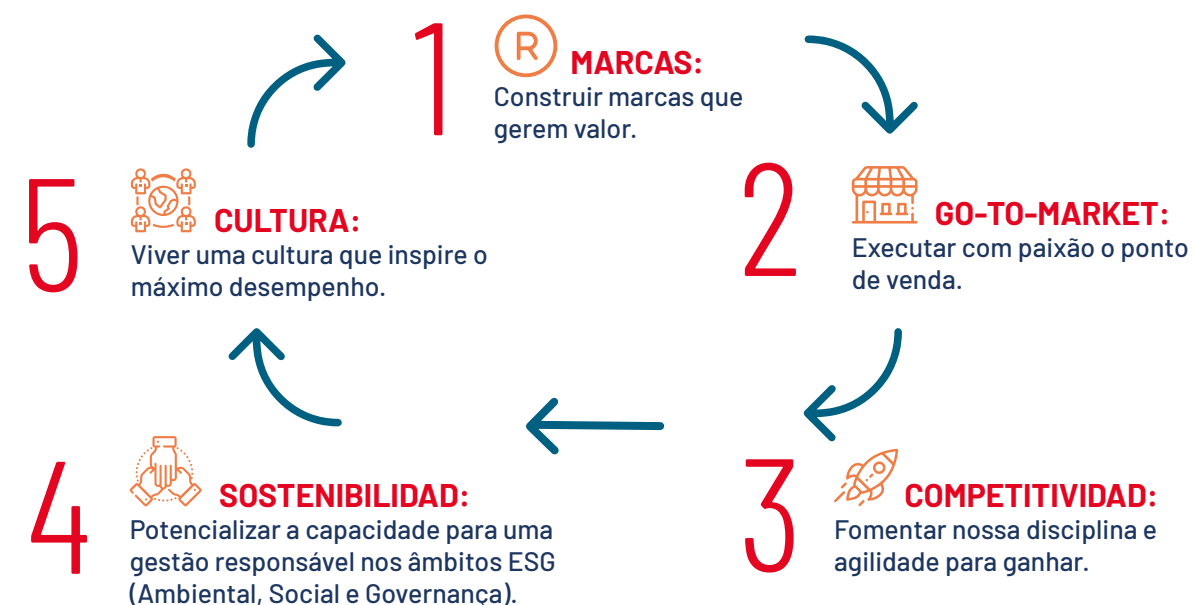 1
R
MARCAS:
Construir marcas que
gerem valor.
2
GO-TO-MARKET:
Executar com paixão o ponto
de venda.
3
COMPETITIVIDAD:
Fomentar nossa disciplina e
agilidade para ganhar.
4
SOSTENIBILIDAD:
Potencializar a capacidade para uma
gestão responsável nos âmbitos ESG
(Ambiental, Social e Governança).
5
CULTURA:
Viver uma cultura que inspire o
máximo desempenho.